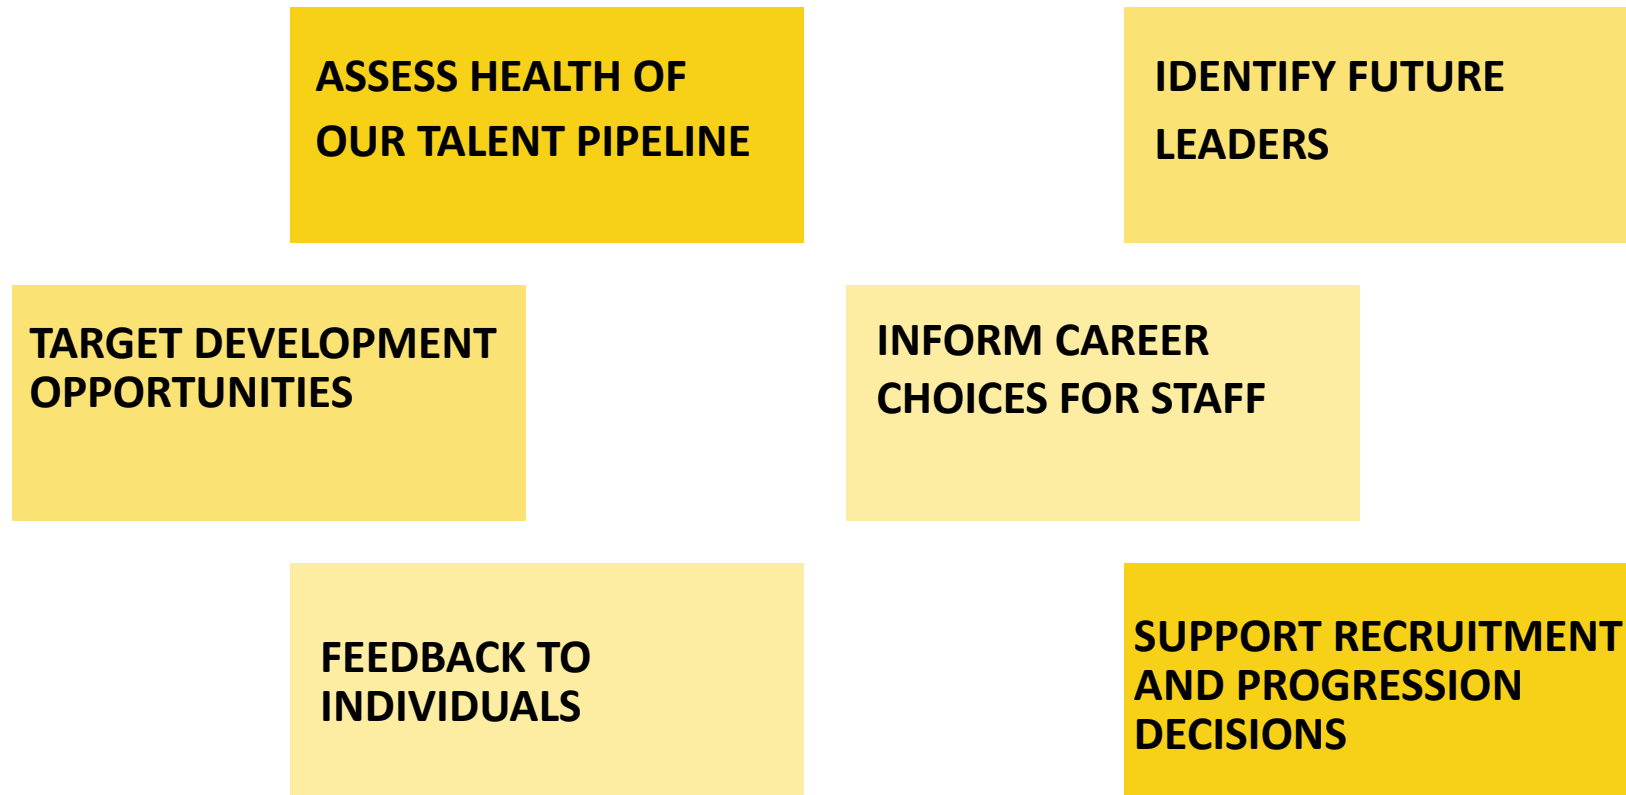 ASSESS HEALTH OF
OUR TALENT PIPELINE
IDENTIFY FUTURE
LEADERS
TARGET DEVELOPMENT
OPPORTUNITIES
INFORM CAREER
CHOICES FOR STAFF
FEEDBACK TO
INDIVIDUALS
SUPPORT RECRUITMENT
AND PROGRESSION
DECISIONS